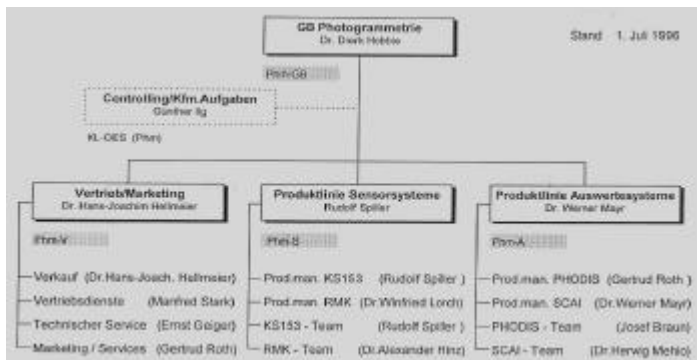 GB Photogrammetrie
Dr. Dierk Hobbie
Stand 1. Juli 1996
Phm-GB
Controlling/Kfm.Aufgaben
Günther Ilg
KL-OES (Phm)
Vertrieb/Marketing
Dr. Hans-Joachim Hellmeier
Produktlinie Sensorsysteme
Rudolf Spiller
Produktlinie Auswertesysteme
Dr. Werner Mayr
Phm-V
Phm-S
Phm-A
Verkauf (Dr.Hans-Joach. Hellmeier)
Vertriebsdienste (Manfred Stark)
Technischer Service (Ernst Geiger)
Marketing / Services (Gertrud Roth)
Prod.man. KS153 (Rudolf Spiller )
Prod.man. RMK (Dr.Winfried Lorch)
KS153 - Team (Rudolf Spiller )
RMK - Team (Dr.Alexander Hinz)
Prod.man. PHODIS (Gertrud Roth )
Prod.man. SCAI (Dr.Werner Mayr)
PHODIS - Team (Josef Braun)
SCAI - Team (Dr.Herwig Mehlo)